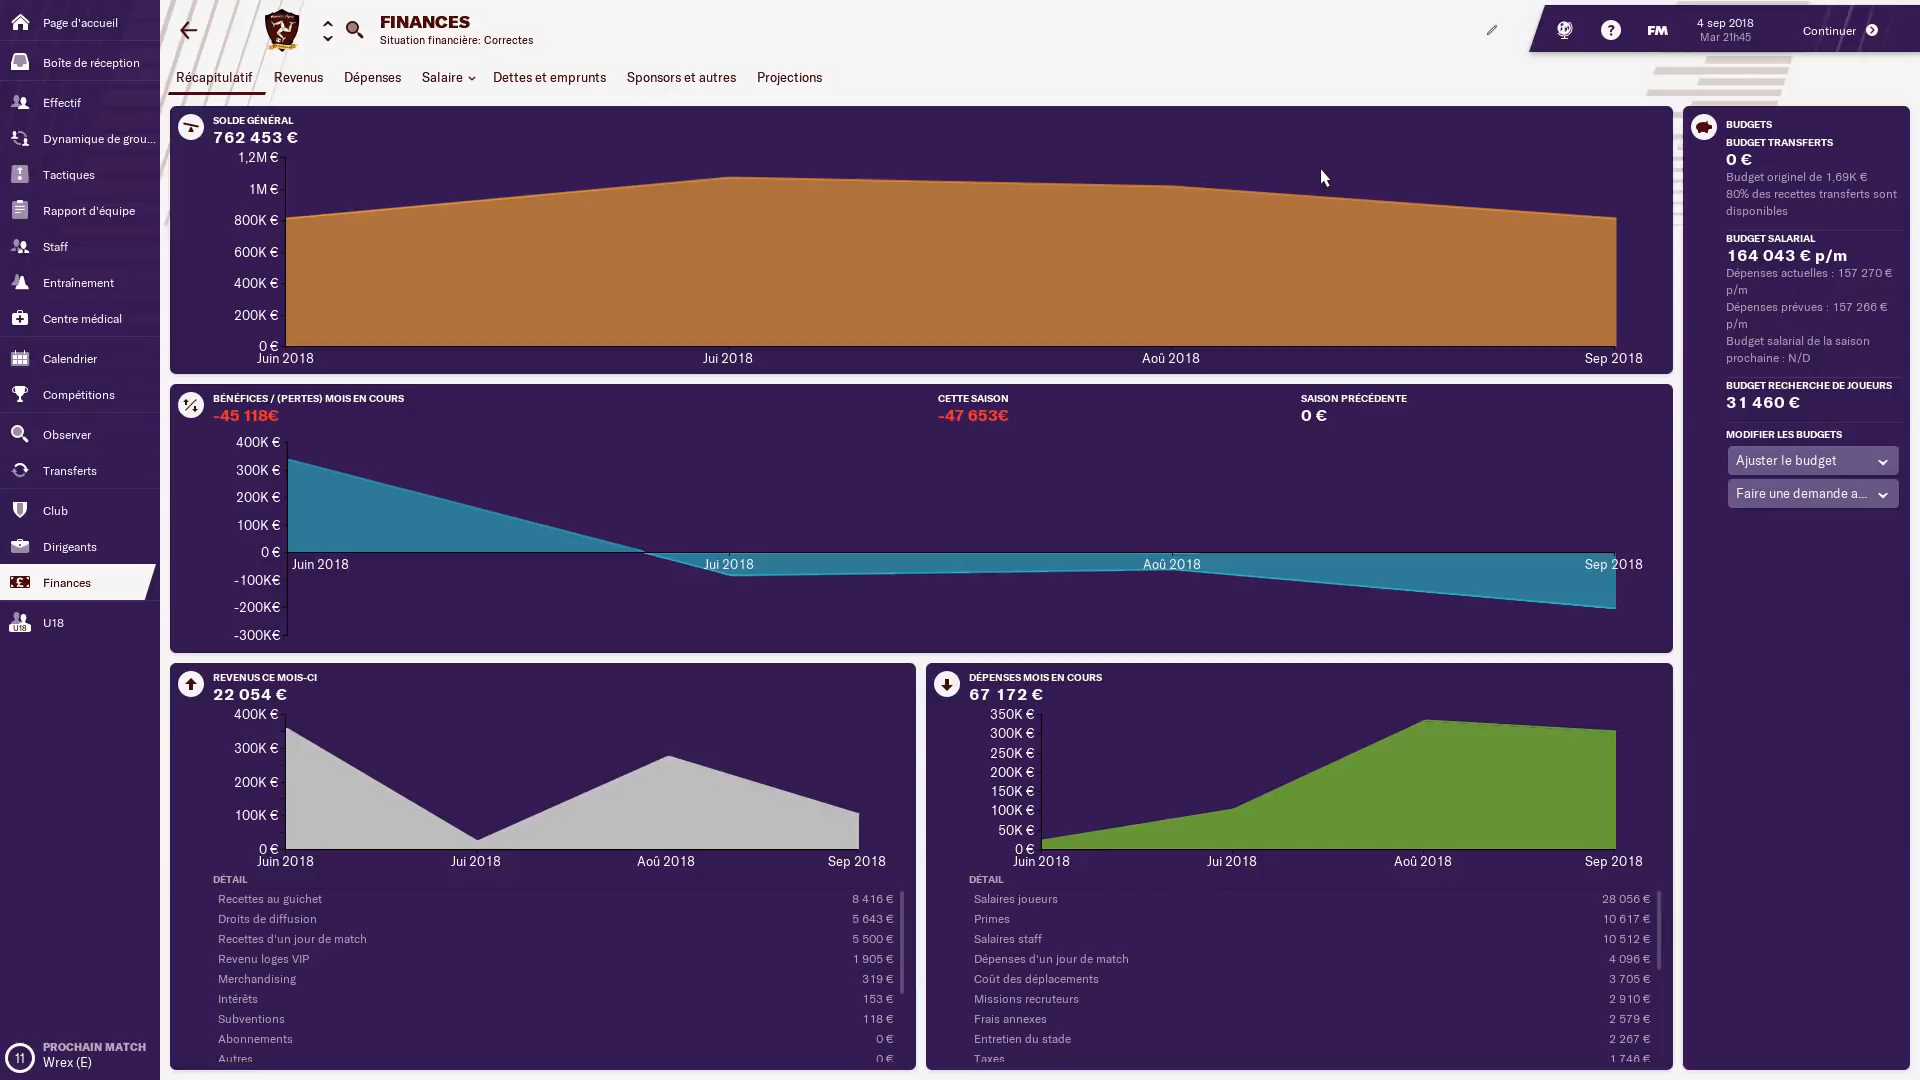 Page d'accueil
Boîte de réception
Effectif
Dynamique de grou...
Tactiques
Rapport d'équipe
Staff
Entraînement
Centre médical
Calendrier
Compétitions
Observer
Transferts
Club
Dirigeants
Finances
U18
U18
11
PROCHAIN MATCH
Wrex (E)
FINANCES
Situation financière: Correctes
?
FM
4 sep 2018
Mar 21h45
Continuer
Récapitulatif
Revenus
Dépenses
Salaire
Dettes et emprunts
Sponsors et autres
Projections
SOLDE GÉNÉRAL
762 453 €
1,2M €
1M €
800K €
600K €
400K €
200K €
0 €
Juin 2018
Jui 2018
Aoû 2018
Sep 2018
BÉNÉFICES / (PERTES) MOIS EN COURS
-45 118€
CETTE SAISON
-47 653€
SAISON PRÉCÉDENTE
0 €
400K €
300K €
200K €
100K €
0 €
-100K€
-200K€
-300K€
Juin 2018
Jui 2018
Aoû 2018
Sep 2018
REVENUS CE MOIS-CI
22 054 €
400K €
300K €
200K €
100K €
0 €
Juin 2018
Jui 2018
Aoû 2018
Sep 2018
DÉTAIL
Recettes au guichet 8 416 €
Droits de diffusion 5 643 €
Recettes d'un jour de match 5 500 €
Revenu loges VIP 1 905 €
Merchandising 319 €
Intérêts 153 €
Subventions 118 €
Abonnements 0 €
Autres 0 €
DÉPENSES MOIS EN COURS
67 172 €
350K €
300K €
250K €
200K €
150K €
100K €
50K €
0 €
Juin 2018
Jui 2018
Aoû 2018
Sep 2018
DÉTAIL
Salaires joueurs 28 056 €
Primes 10 617 €
Salaires staff 10 512 €
Dépenses d'un jour de match 4 096 €
Coût des déplacements 3 705 €
Missions recruteurs 2 910 €
Frais annexes 2 579 €
Entretien du stade 2 267 €
Taxes 1 746 €
BUDGETS
BUDGET TRANSFERTS
0 €
Budget originel de 1,69K €
80% des recettes transferts sont
disponibles
BUDGET SALARIAL
164 043 € p/m
Dépenses actuelles : 157 270 €
p/m
Dépenses prévues : 157 266 €
p/m
Budget salarial de la saison
prochaine : N/D
BUDGET RECHERCHE DE JOUEURS
31 460 €
MODIFIER LES BUDGETS
Ajuster le budget
Faire une demande a...